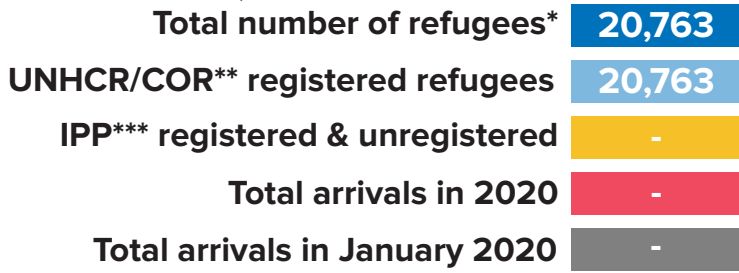 Total number of refugees* 20,763
UNHCR/COR** registered refugees 20,763
IPP*** registered & unregistered -
Total arrivals in 2020 -
Total arrivals in January 2020 -